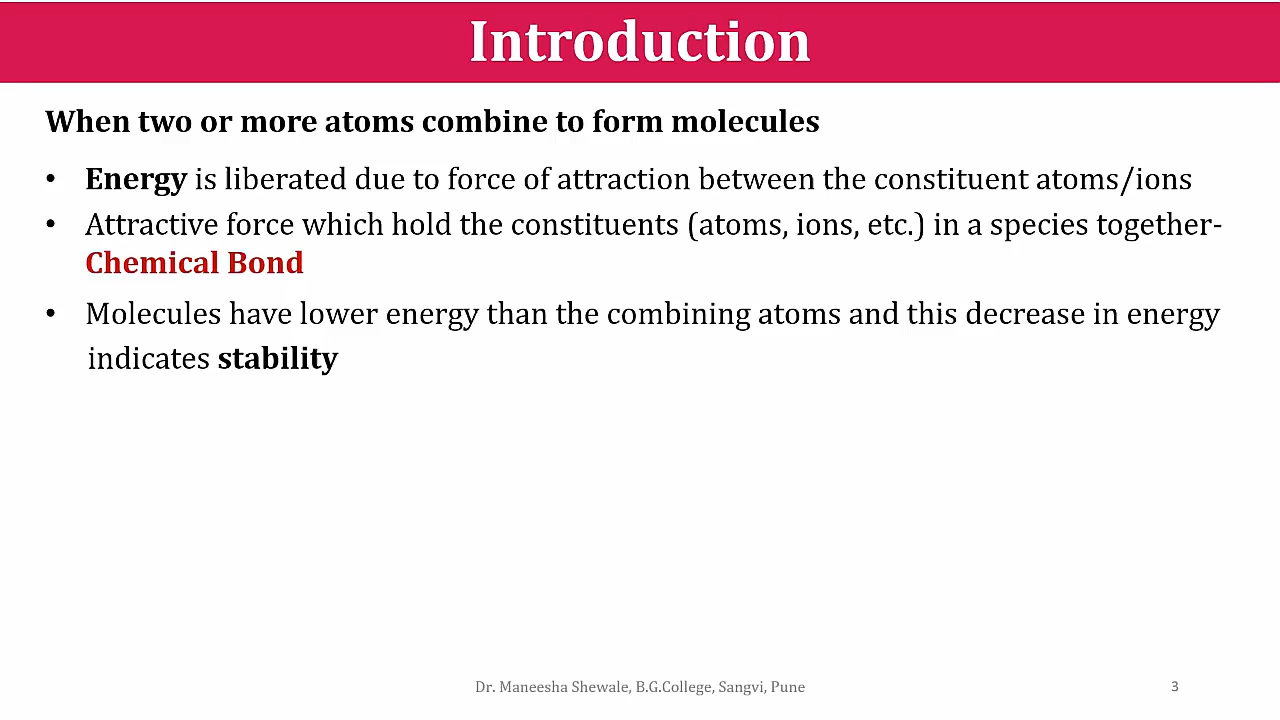 Introduction
When two or more atoms combine to form molecules
• Energy is liberated due to force of attraction between the constituent atoms/ions
• Attractive force which hold the constituents (atoms, ions, etc.) in a species together-
Chemical Bond
• Molecules have lower energy than the combining atoms and this decrease in energy
indicates stability
Dr. Maneesha Shewale, B.G.College, Sangvi, Pune
3